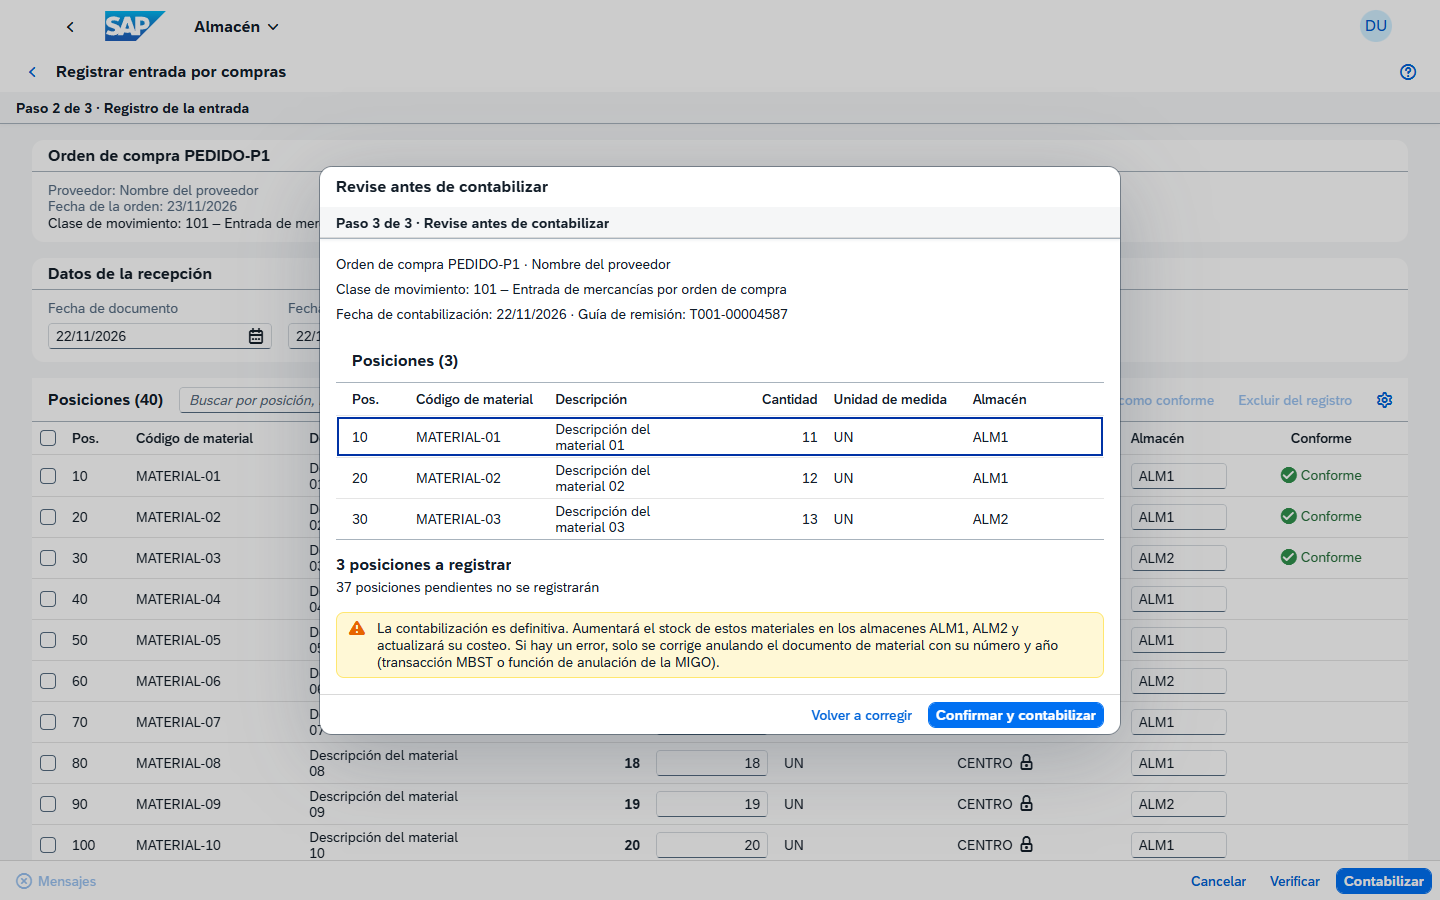 SAP
Almacén
DU
Registrar entrada por compras
Paso 2 de 3 · Registro de la entrada
Orden de compra PEDIDO-P1
Proveedor: Nombre del proveedor
Fecha de la orden: 23/11/2026
Clase de movimiento: 101 – Entrada de mer
Datos de la recepción
Fecha de documento
Fecha
22/11/2026
22/1
Posiciones (40)
Buscar por posición,
como conforme
Excluir del registro
Pos.
Código de material
D
Almacén
Conforme
10
MATERIAL-01
D
01
ALM1
Conforme
20
MATERIAL-02
D
02
ALM1
Conforme
30
MATERIAL-03
D
03
ALM2
Conforme
40
MATERIAL-04
D
04
ALM1
50
MATERIAL-05
D
05
ALM1
60
MATERIAL-06
D
06
ALM2
70
MATERIAL-07
D
07
ALM1
80
MATERIAL-08
Descripción del material
08
18
18
UN
CENTRO
ALM1
90
MATERIAL-09
Descripción del material
09
19
19
UN
CENTRO
ALM2
100
MATERIAL-10
Descripción del material
10
20
20
UN
CENTRO
ALM1
Revise antes de contabilizar
Paso 3 de 3 · Revise antes de contabilizar
Orden de compra PEDIDO-P1 · Nombre del proveedor
Clase de movimiento: 101 – Entrada de mercancías por orden de compra
Fecha de contabilización: 22/11/2026 · Guía de remisión: T001-00004587
Posiciones (3)
Pos.
Código de material
Descripción
Cantidad
Unidad de medida
Almacén
10
MATERIAL-01
Descripción del
material 01
11
UN
ALM1
20
MATERIAL-02
Descripción del
material 02
12
UN
ALM1
30
MATERIAL-03
Descripción del
material 03
13
UN
ALM2
3 posiciones a registrar
37 posiciones pendientes no se registrarán
La contabilización es definitiva. Aumentará el stock de estos materiales en los almacenes ALM1, ALM2 y
actualizará su costeo. Si hay un error, solo se corrige anulando el documento de material con su número y año
(transacción MBST o función de anulación de la MIGO).
Volver a corregir
Confirmar y contabilizar
Mensajes
Cancelar
Verificar
Contabilizar